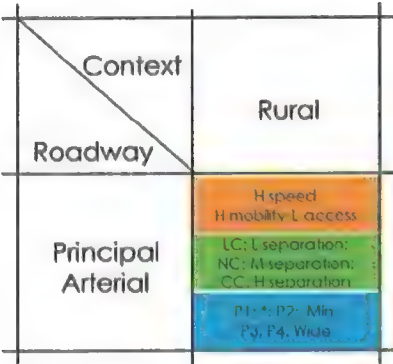 Context
Roadway
Rural
Principal
Arterial
H speed
H mobility-L access
LC: L separation;
NC: M separation;
CC: H separation
P1: *; P2: Min
P3, P4, Wide